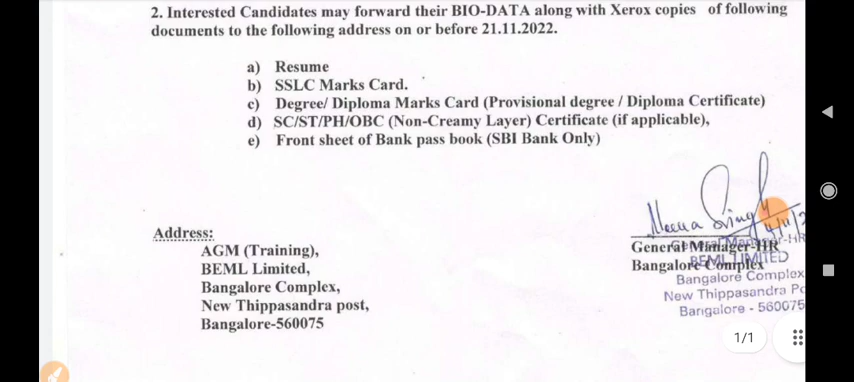 2. Interested Candidates may forward their BIO-DATA along with Xerox copies of following
documents to the following address on or before 21.11.2022.
a) Resume
b) SSLC Marks Card.
c) Degree/ Diploma Marks Card (Provisional degree / Diploma Certificate)
d) SC/ST/PH/OBC (Non-Creamy Layer) Certificate (if applicable),
e) Front sheet of Bank pass book (SBI Bank Only)
Address:
AGM (Training),
BEML Limited,
Bangalore Complex,
New Thippasandra post,
Bangalore-560075
General Manager-HR
Bangalore Complex
BEML LIMITED
Bangalore Complex
New Thippasandra
Bangalore - 560075
1/1